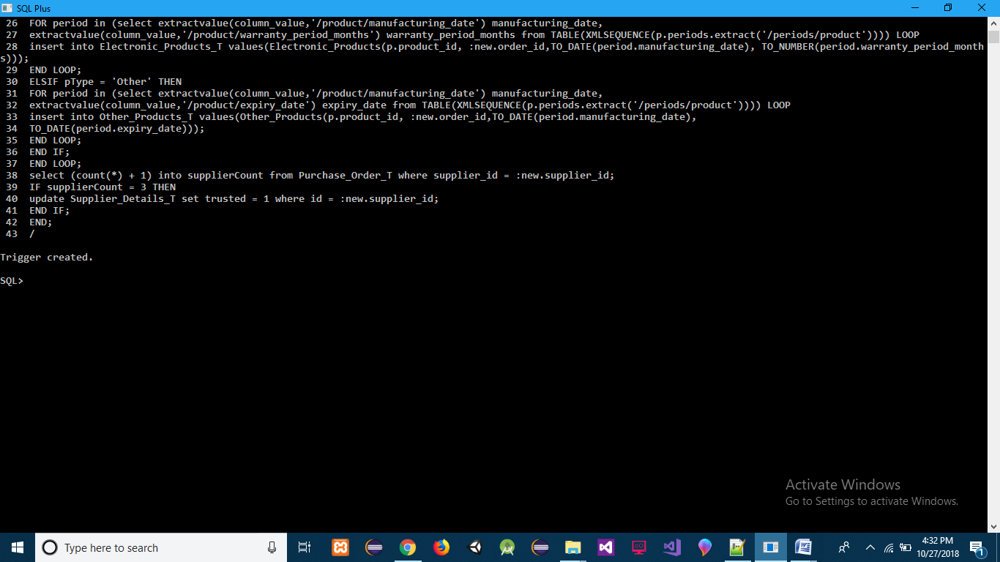 SQL Plus
26 FOR period in (select extractvalue(column_value,'/product/manufacturing_date') manufacturing_date,
27 extractvalue(column_value,'/product/warranty_period_months') warranty_period_months from TABLE(XMLSEQUENCE(p.periods.extract('/periods/product')))) LOOP
28 insert into Electronic_Products_T values(Electronic_Products(p.product_id, :new.order_id,TO_DATE(period.manufacturing_date), TO_NUMBER(period.warranty_period_month
s)));
29 END LOOP;
30 ELSIF pType = 'Other' THEN
31 FOR period in (select extractvalue(column_value,'/product/manufacturing_date') manufacturing_date,
32 extractvalue(column_value,'/product/expiry_date') expiry_date from TABLE(XMLSEQUENCE(p.periods.extract('/periods/product')))) LOOP
33 insert into Other_Products_T values(Other_Products(p.product_id, :new.order_id,TO_DATE(period.manufacturing_date),
34 TO_DATE(period.expiry_date)));
35 END LOOP;
36 END IF;
37 END LOOP;
38 select (count(*) + 1) into supplierCount from Purchase_Order_T where supplier_id = :new.supplier_id;
39 IF supplierCount = 3 THEN
40 update Supplier_Details_T set trusted = 1 where id = :new.supplier_id;
41 END IF;
42 END;
43 /
Trigger created.
SQL>
Activate Windows
Go to Settings to activate Windows.
Type here to search
4:32 PM
10/27/2018
1